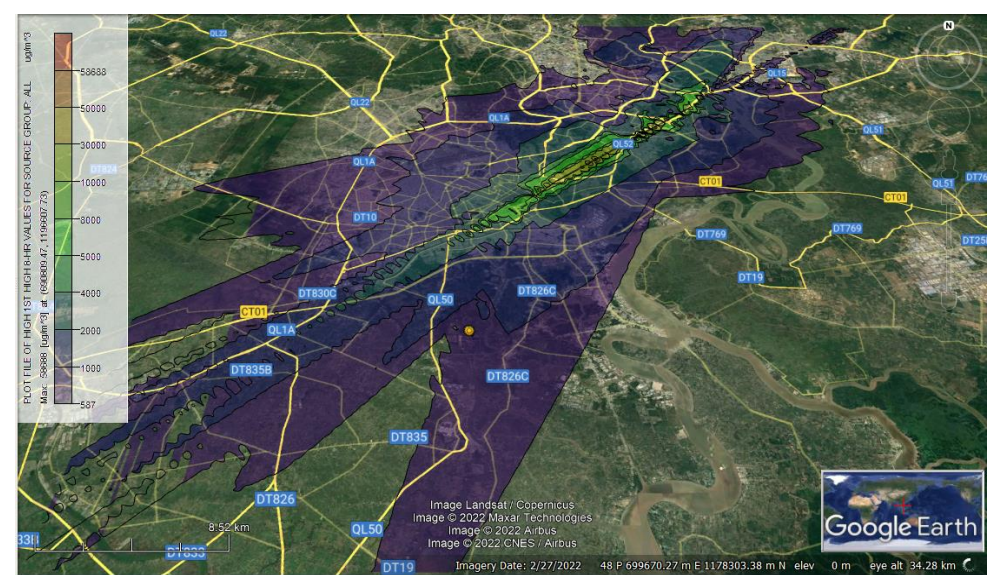 PLOT FILE OF HIGH 1ST HIGH 8-HR VALUES FOR SOURCE GROUP: ALL ug/m^3
58688
50000
30000
10000
8000
5000
4000
2000
1000
587
QL22
QL22
QL1A
QL1A
QL15
QL52
QL51
CT01
CT01
QL51
DT10
DT769
DT769
DT19
DT830C
QL50
DT826C
CT01
QL1A
DT835B
DT826C
DT835
DT826
QL50
DT19
N
8.52 km
Image Landsat / Copernicus
Image © 2022 Maxar Technologies
Image © 2022 Airbus
Image © 2022 CNES / Airbus
Google Earth
Imagery Date: 2/27/2022 48 P 699670.27 m E 1178303.38 m N elev 0 m eye alt 34.28 km